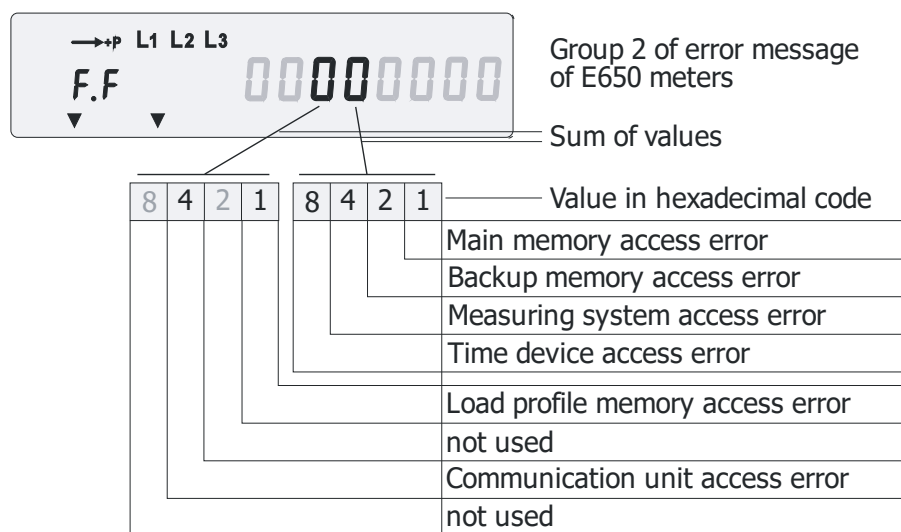 →+P L1 L2 L3
F.F 00000000
Group 2 of error message
of E650 meters
Sum of values
8 4 2 1 8 4 2 1
Value in hexadecimal code
Main memory access error
Backup memory access error
Measuring system access error
Time device access error
Load profile memory access error
not used
Communication unit access error
not used